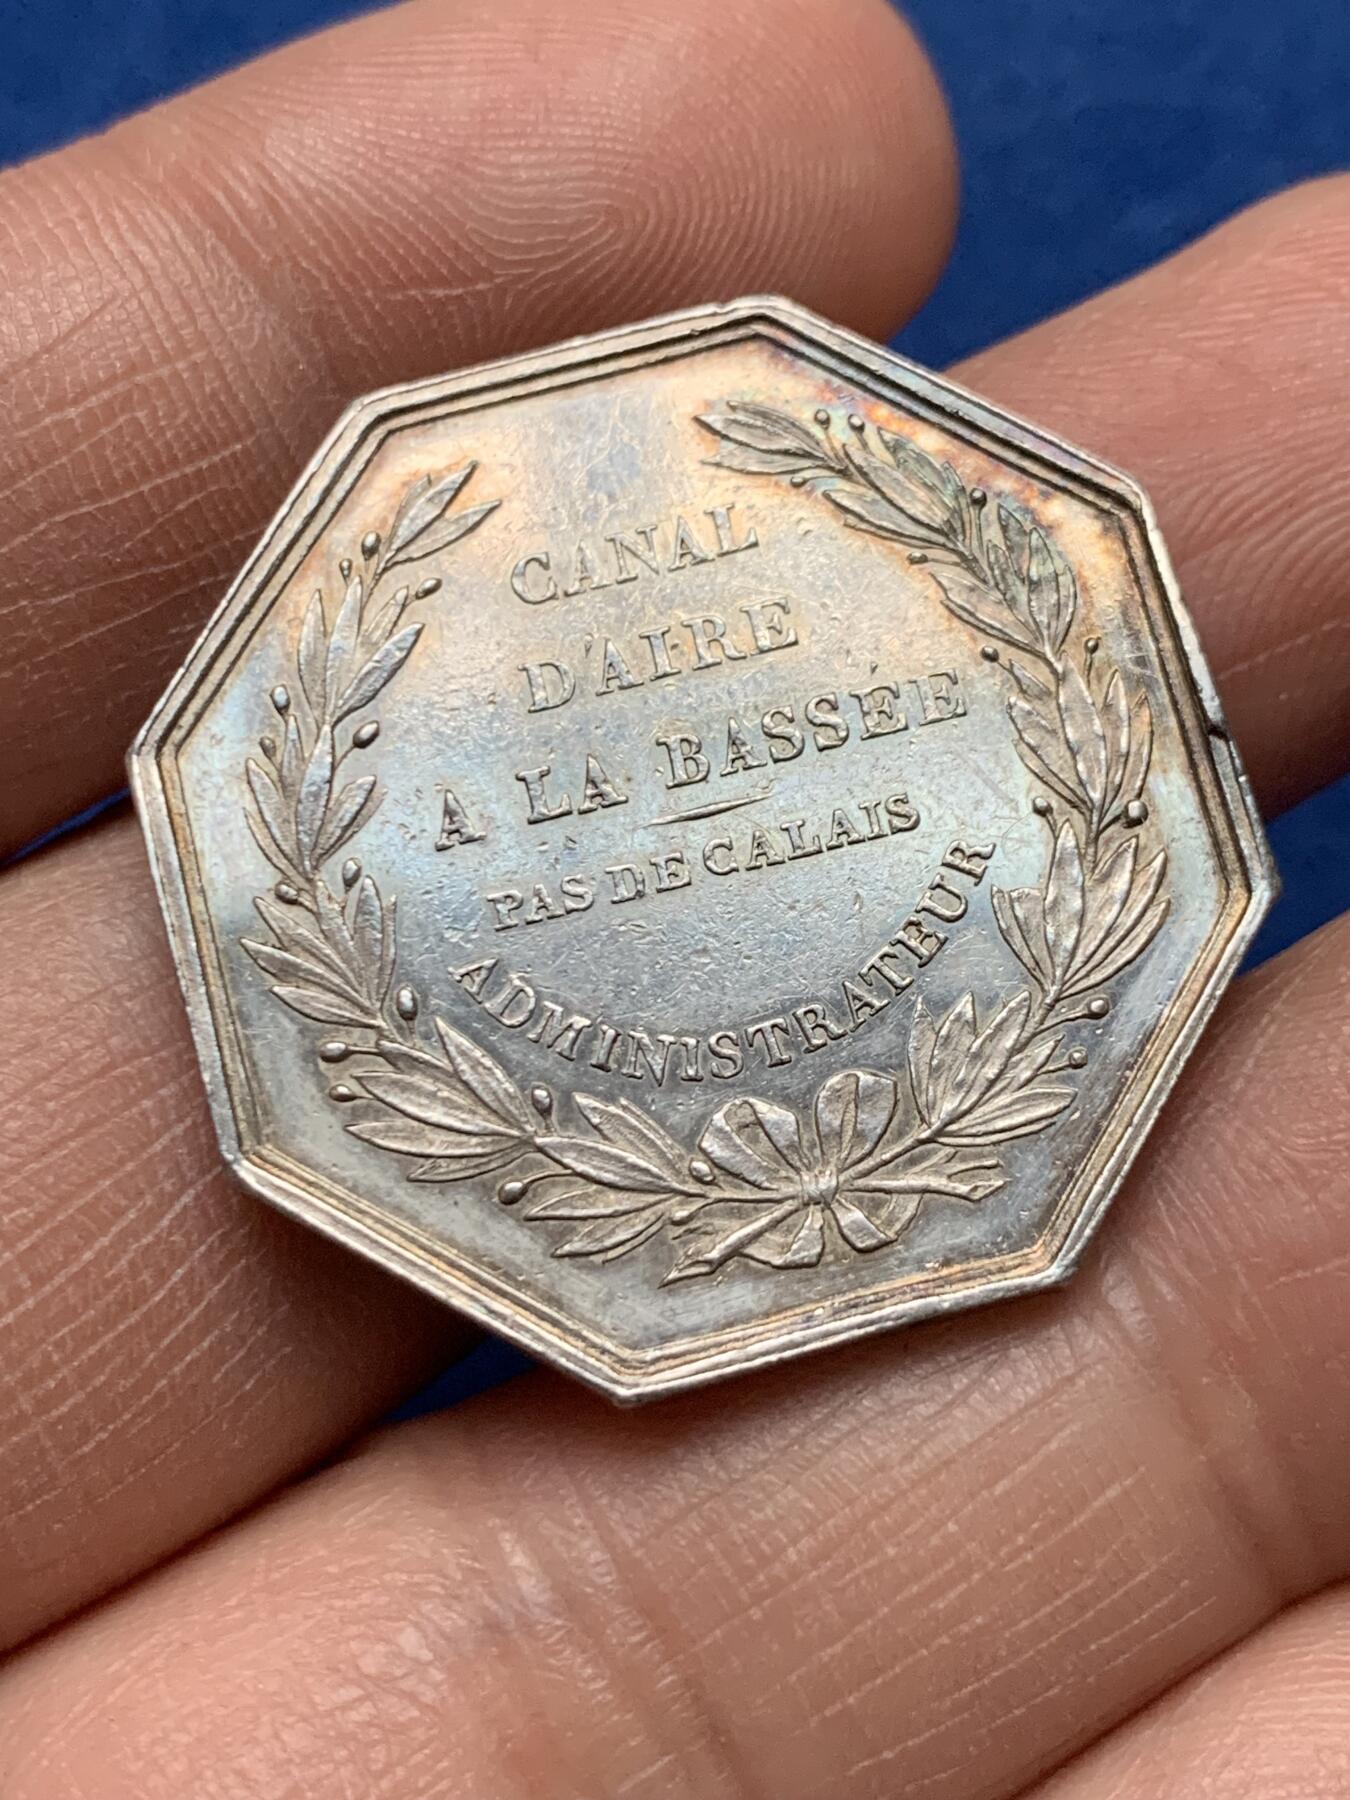 CANAL
D'AIRE
A LA BASSÉE
PAS DE CALAIS
ADMINISTRATEUR